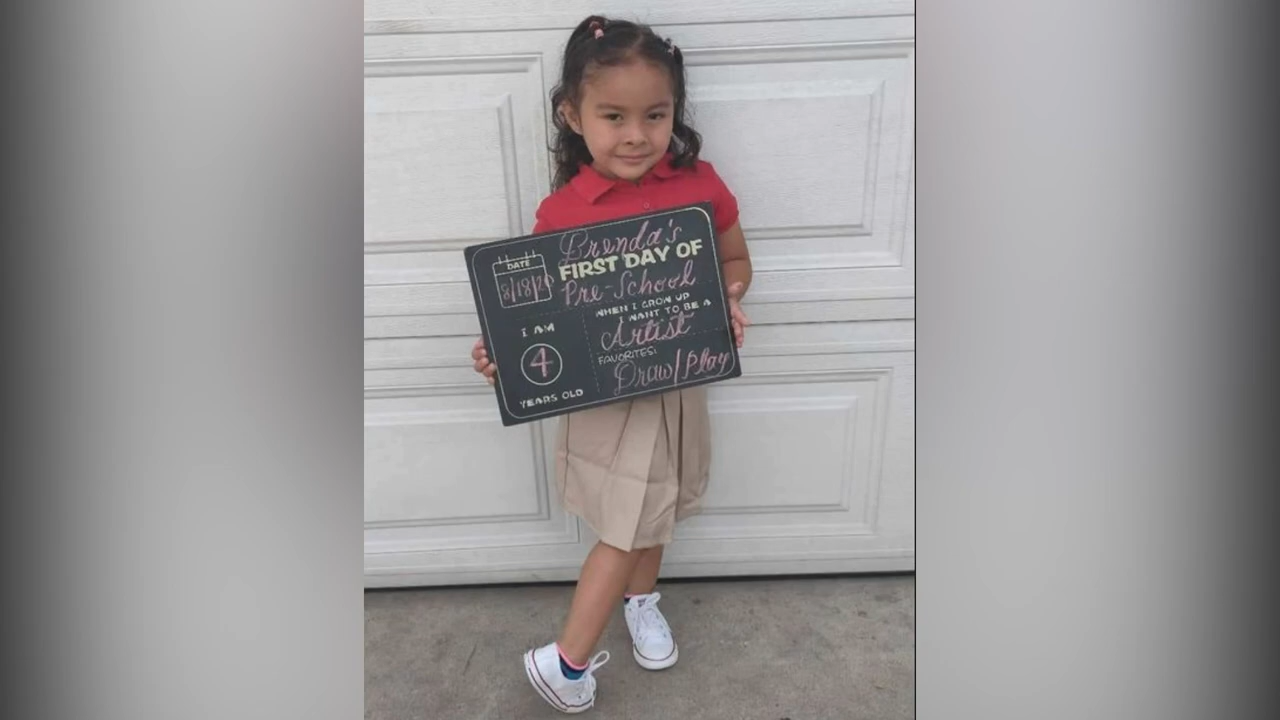 Brenda's
FIRST DAY OF
Pre-School
DATE
8/18/20
WHEN I GROW UP
I WANT TO BE A
Artist
I AM
4
YEARS OLD
FAVORITES:
Draw/Play